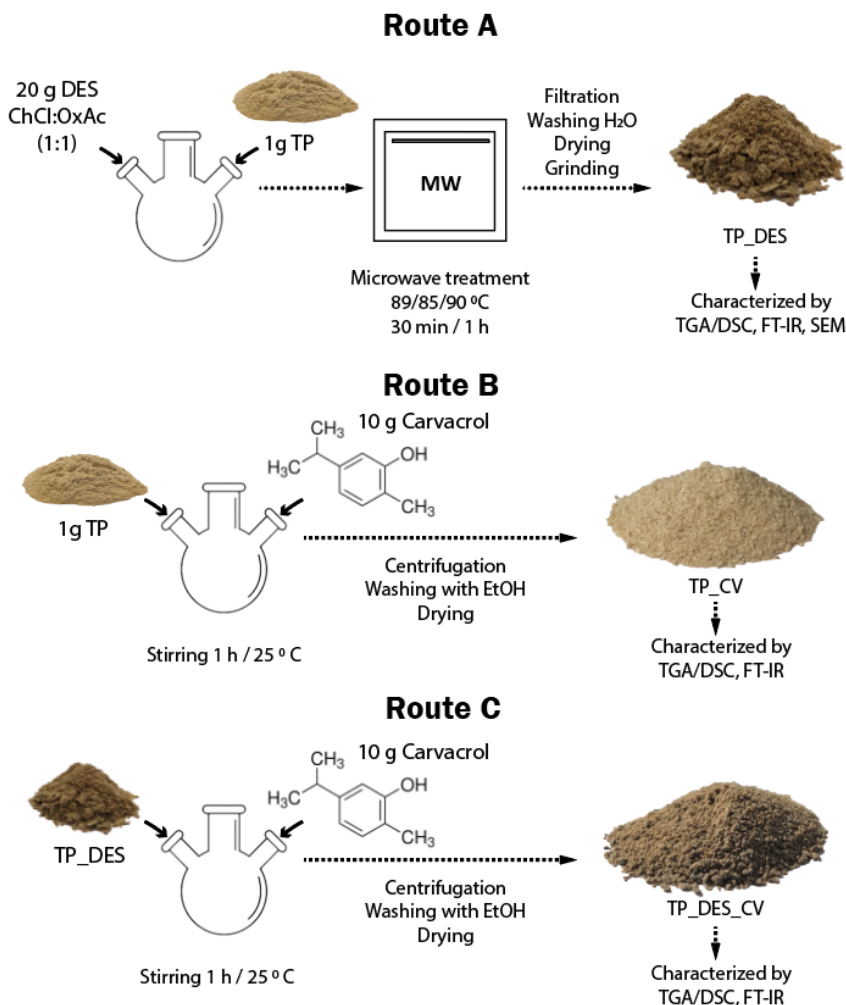 Route A
20 g DES
ChCl:OxAc
(1:1)
1g TP
MW
Microwave treatment
89/85/90 ⁰C
30 min / 1 h
Filtration
Washing H₂O
Drying
Grinding
TP_DES
Characterized by
TGA/DSC, FT-IR, SEM
Route B
1g TP
10 g Carvacrol
CH₃
H₃C
OH
CH₃
Stirring 1 h / 25 ⁰ C
Centrifugation
Washing with EtOH
Drying
TP_CV
Characterized by
TGA/DSC, FT-IR
Route C
TP_DES
10 g Carvacrol
CH₃
H₃C
OH
CH₃
Stirring 1 h / 25 ⁰ C
Centrifugation
Washing with EtOH
Drying
TP_DES_CV
Characterized by
TGA/DSC, FT-IR